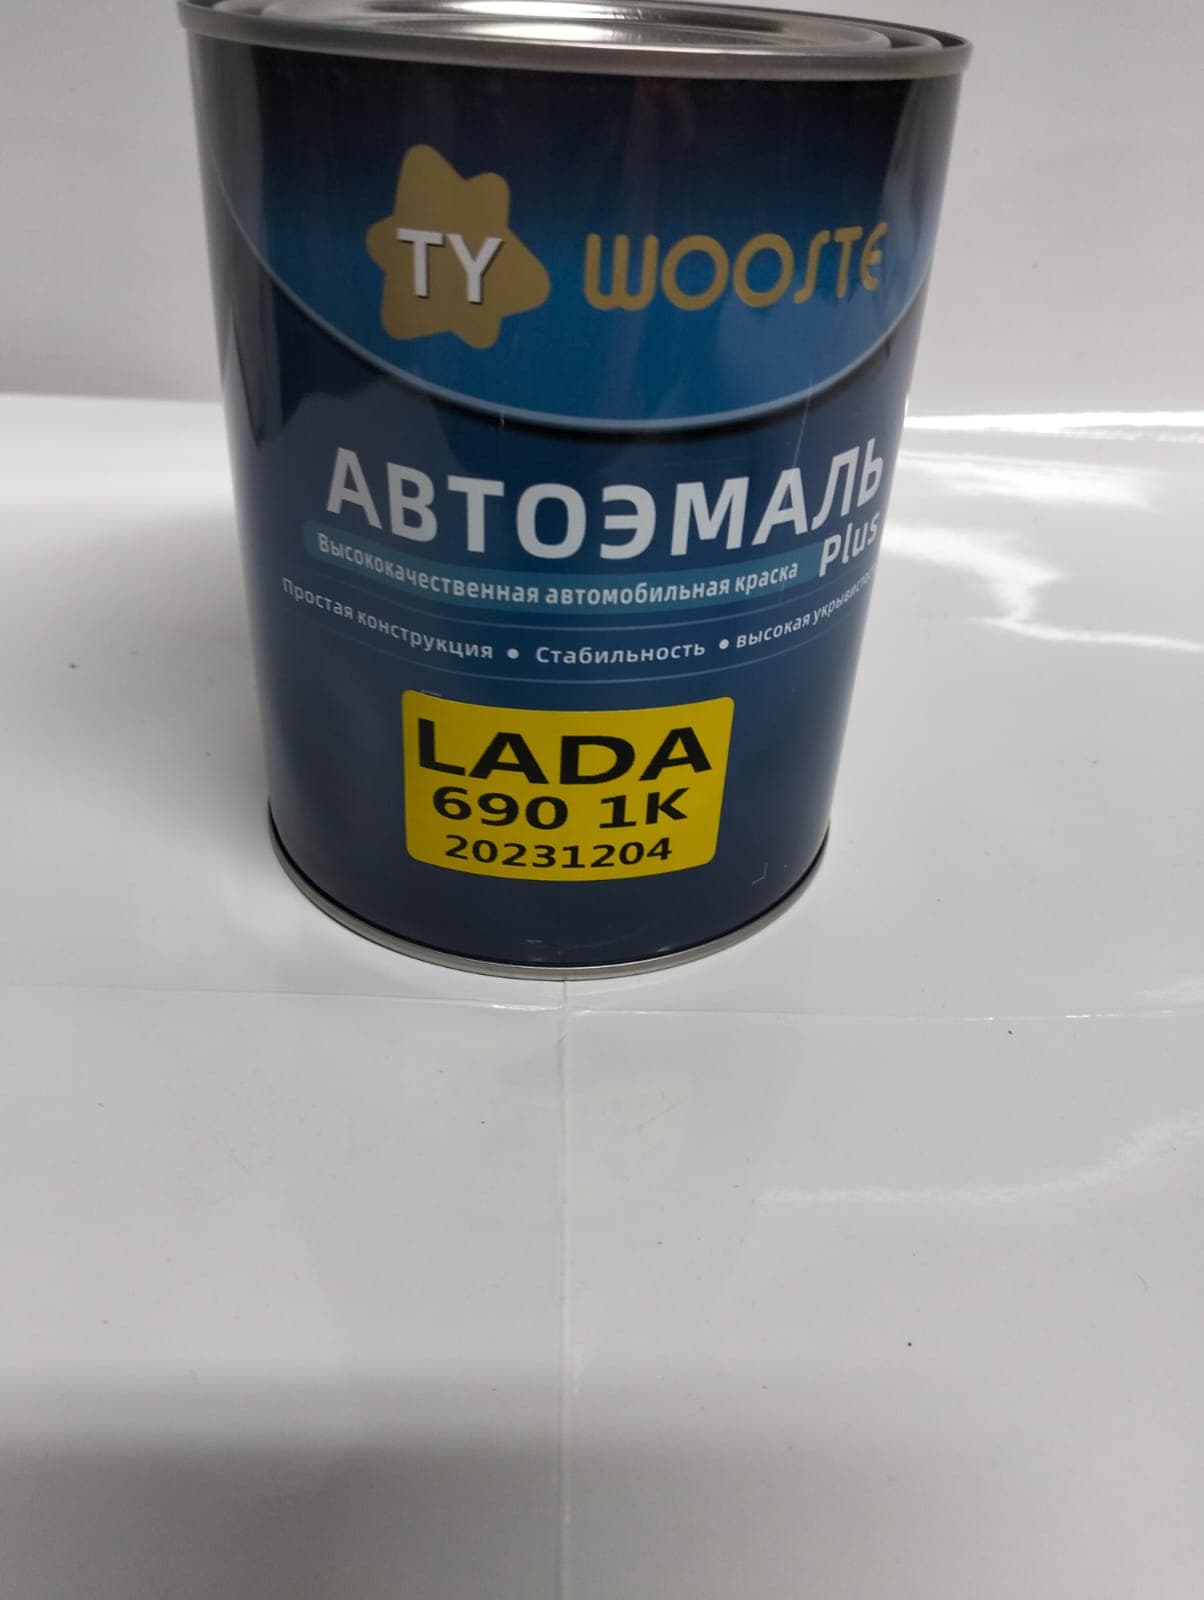 TY WOOSTE
АВТОЭМАЛЬ
Plus
Высококачественная автомобильная краска
Простая конструкция • Стабильность • высокая
LADA
690 1K
20231204